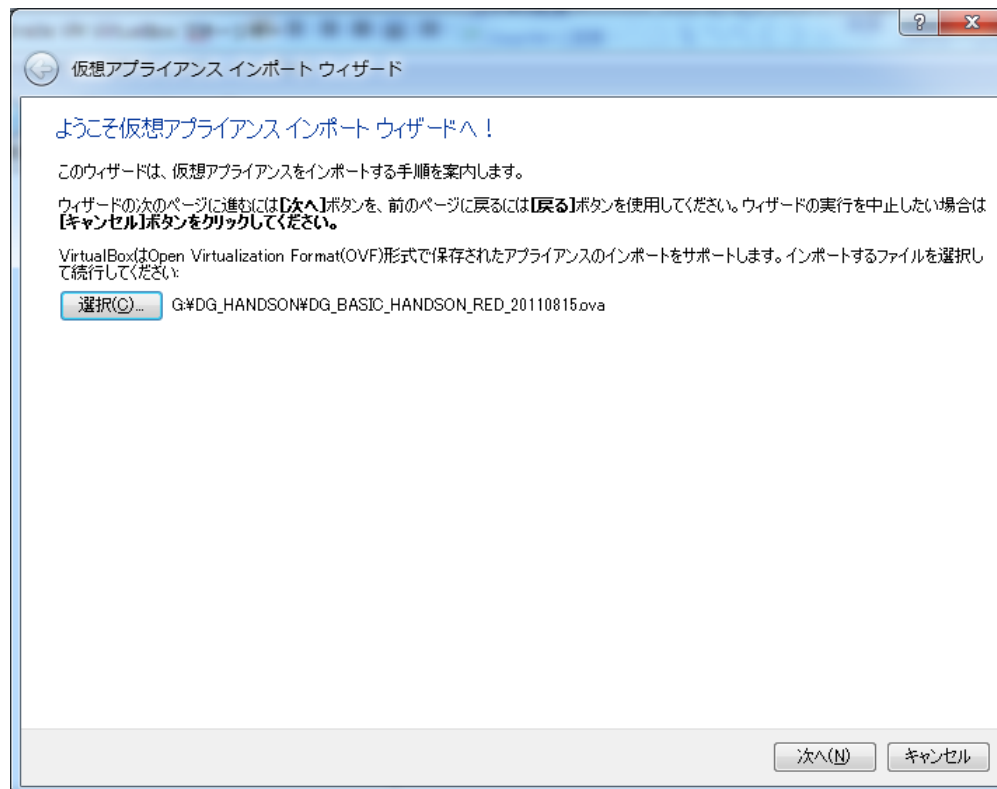 仮想アプライアンス インポート ウィザード
ようこそ仮想アプライアンス インポート ウィザードへ！
このウィザードは、仮想アプライアンスをインポートする手順を案内します。
ウィザードの次のページに進むには[次へ]ボタンを、前のページに戻るには[戻る]ボタンを使用してください。ウィザードの実行を中止したい場合は
[キャンセル]ボタンをクリックしてください。
VirtualBoxはOpen Virtualization Format(OVF)形式で保存されたアプライアンスのインポートをサポートします。インポートするファイルを選択し
て続行してください:
選択(C)... G:¥DG_HANDSON¥DG_BASIC_HANDSON_RED_20110815.ova
次へ(N) キャンセル